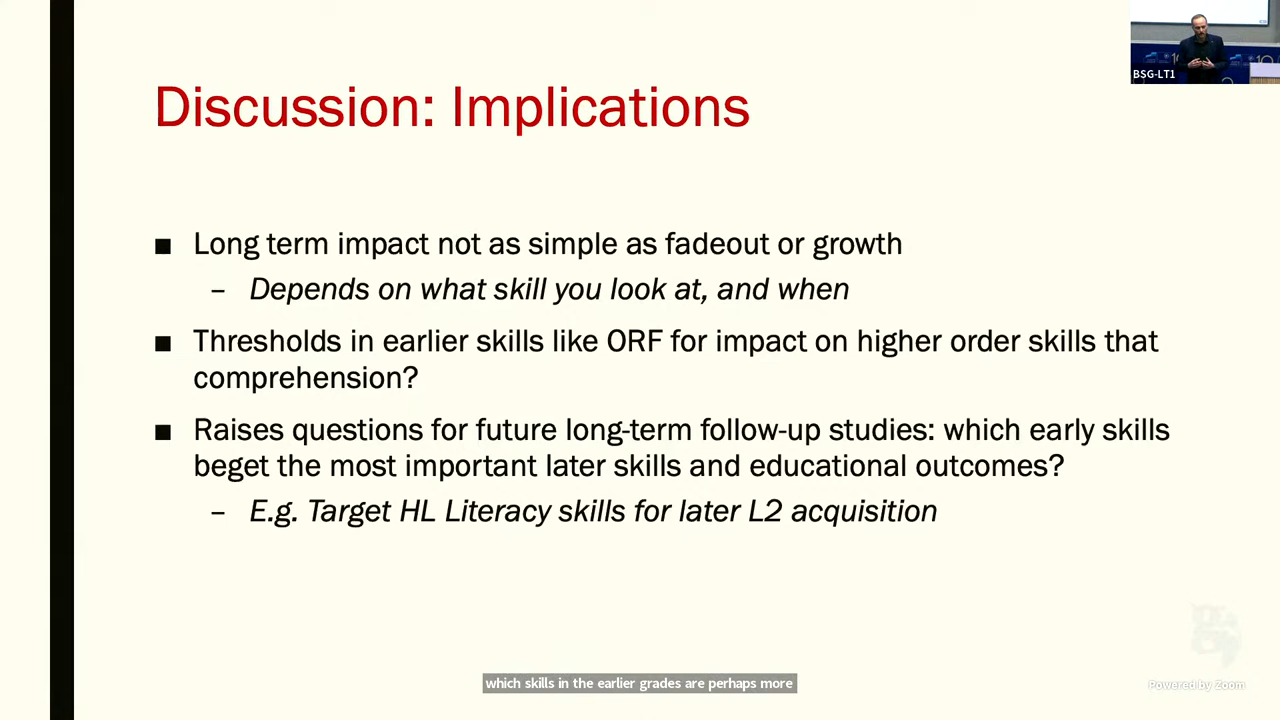 BSG-LT1
Discussion: Implications
■ Long term impact not as simple as fadeout or growth
– Depends on what skill you look at, and when
■ Thresholds in earlier skills like ORF for impact on higher order skills that
comprehension?
■ Raises questions for future long-term follow-up studies: which early skills
beget the most important later skills and educational outcomes?
– E.g. Target HL Literacy skills for later L2 acquisition
which skills in the earlier grades are perhaps more
Powered by Zoom